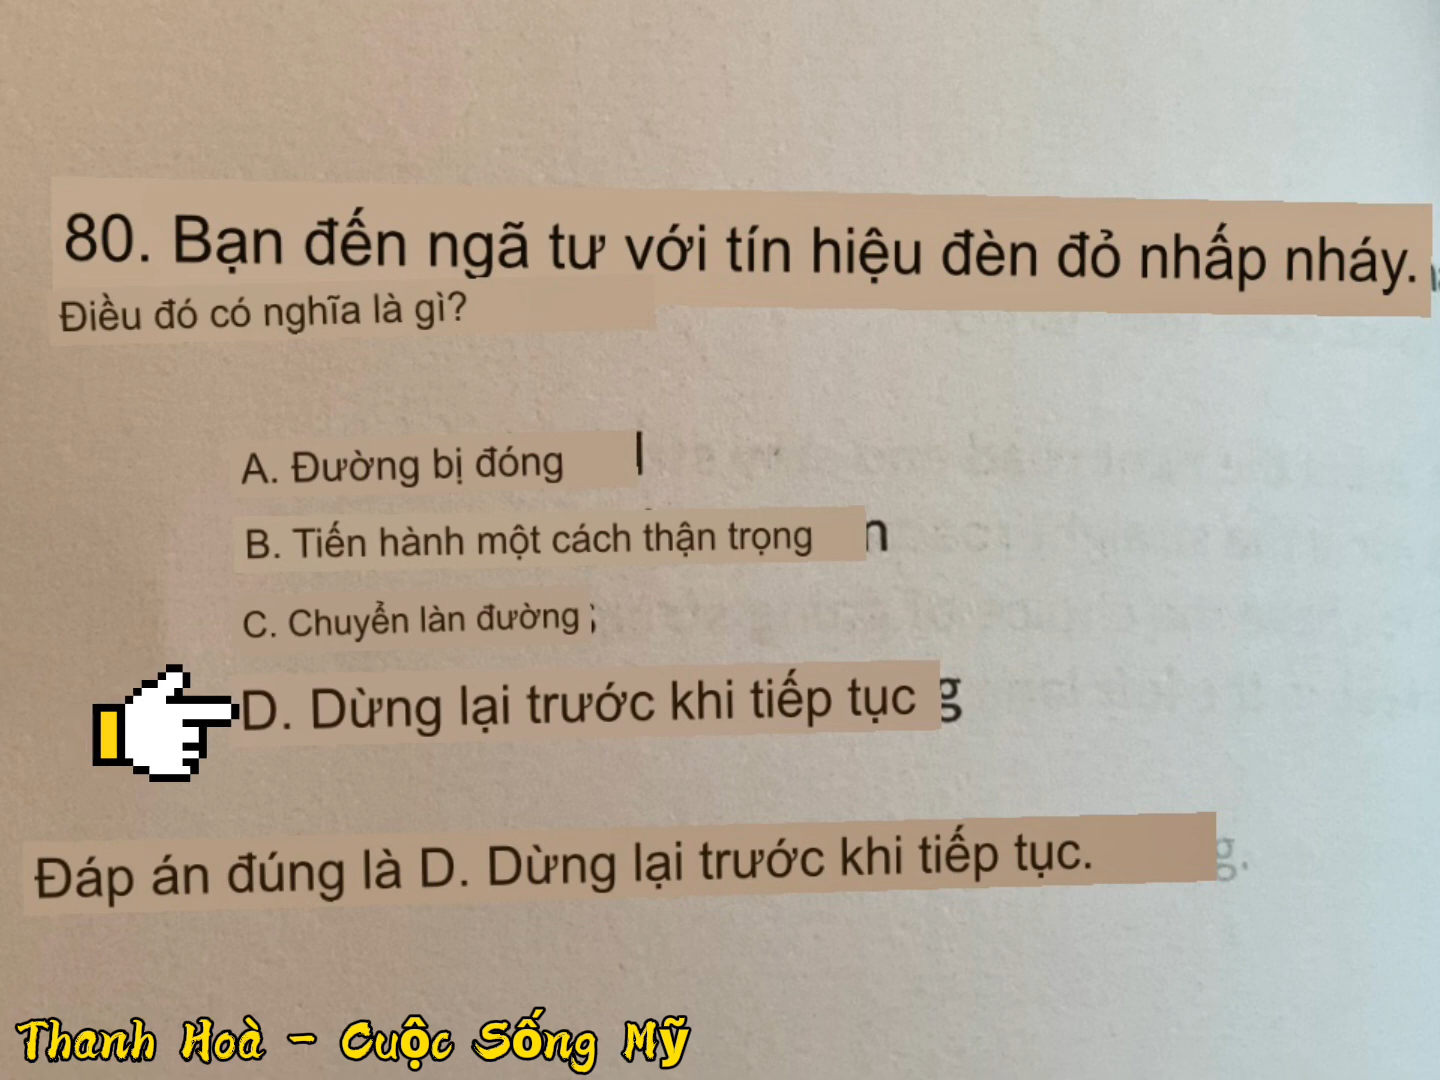 80. Bạn đến ngã tư với tín hiệu đèn đỏ nhấp nháy.
Điều đó có nghĩa là gì?
A. Đường bị đóng
B. Tiến hành một cách thận trọng
C. Chuyển làn đường
D. Dừng lại trước khi tiếp tục
Đáp án đúng là D. Dừng lại trước khi tiếp tục.
Thanh Hoà - Cuộc Sống Mỹ